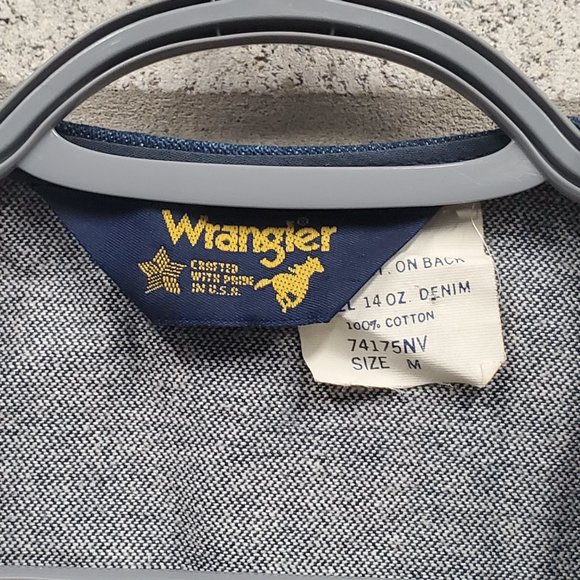 Wrangler
CRAFTED
WITH PRIDE
IN U.S.A.
ON BACK
14 OZ. DENIM
100% COTTON
74175NV
SIZE M